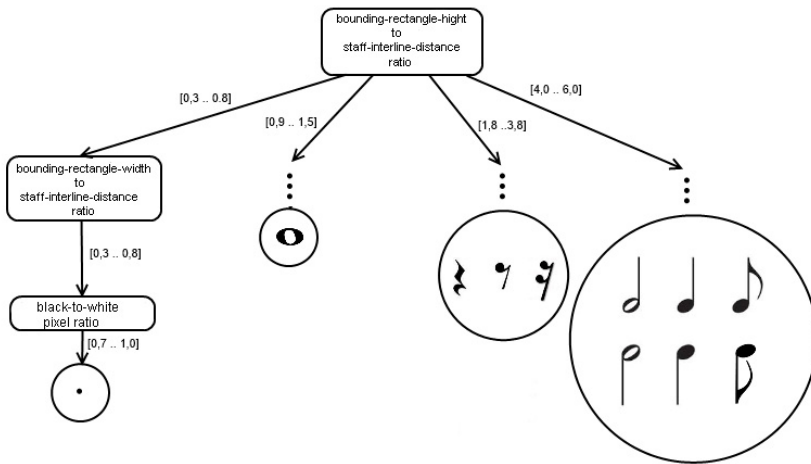 bounding-rectangle-hight
to
staff-interline-distance
ratio
[0,3 .. 0.8]
[0,9 .. 1,5]
[1,8 ..3,8]
[4,0 .. 6,0]
bounding-rectangle-width
to
staff-interline-distance
ratio
[0,3 .. 0,8]
black-to-white
pixel ratio
[0,7 .. 1,0]